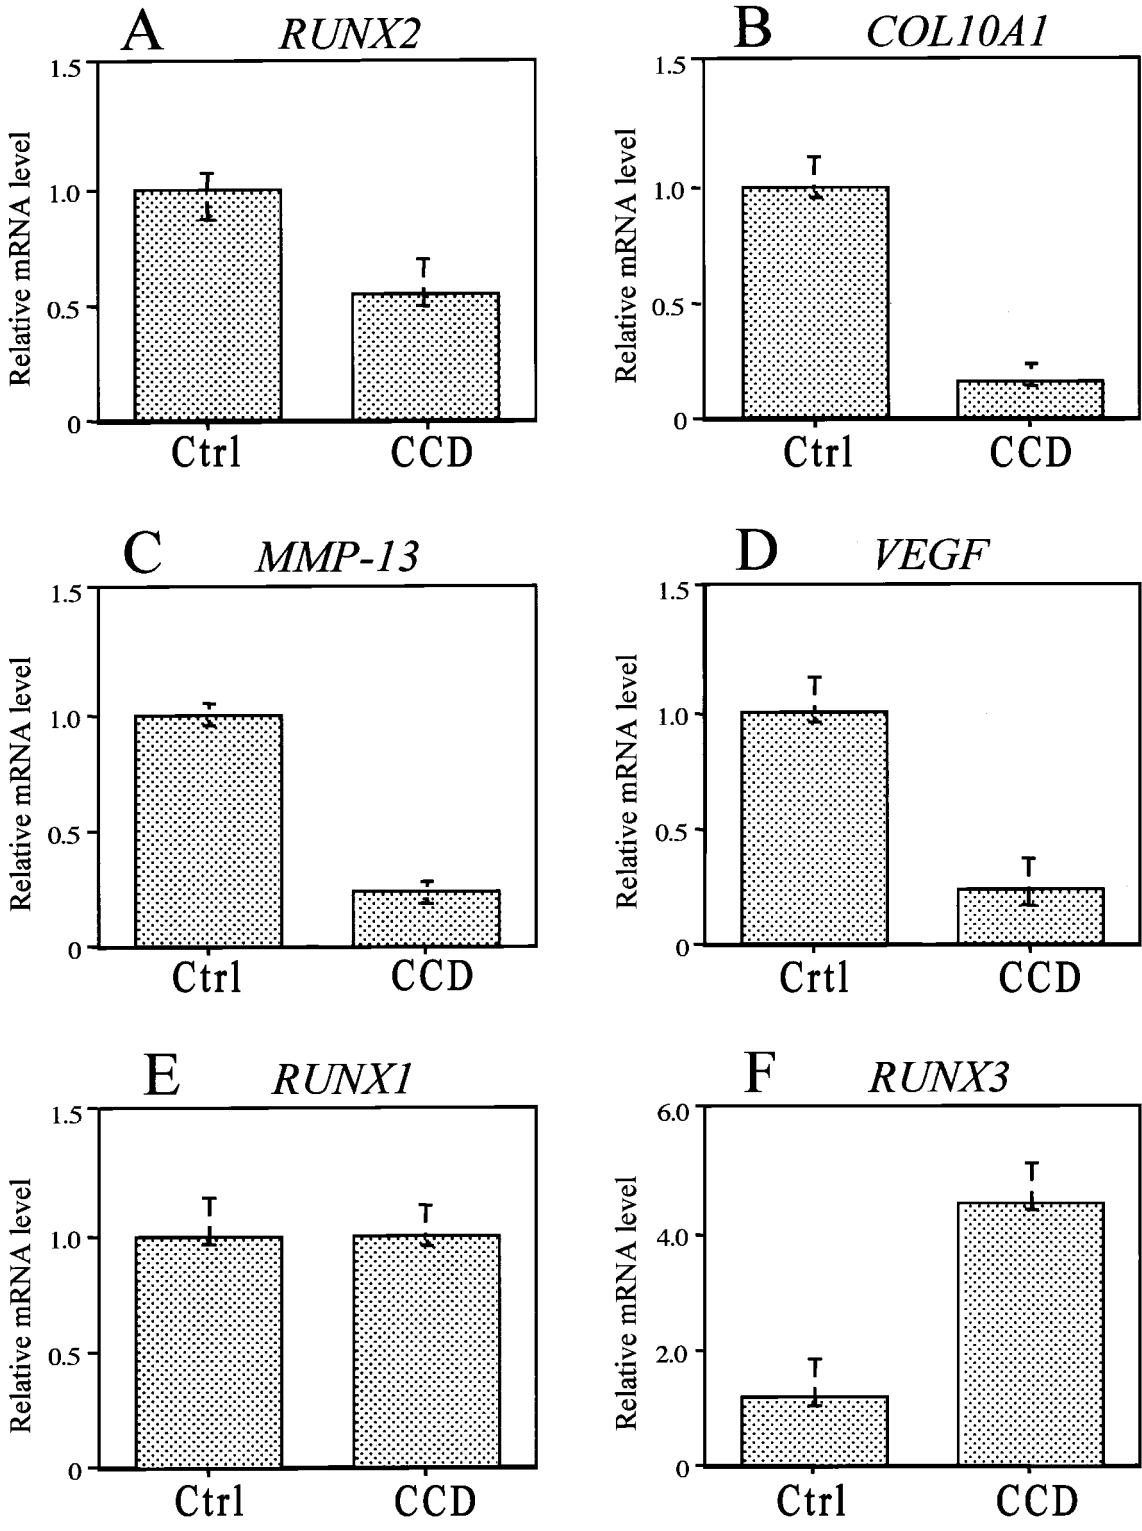 A RUNX2
1.5
1.0
0.5
0
Relative mRNA level
Ctrl CCD
B COL10A1
1.5
1.0
0.5
0
Relative mRNA level
Ctrl CCD
C MMP-13
1.5
1.0
0.5
0
Relative mRNA level
Ctrl CCD
D VEGF
1.5
1.0
0.5
0
Relative mRNA level
Crtl CCD
E RUNX1
1.5
1.0
0.5
0
Relative mRNA level
Ctrl CCD
F RUNX3
6.0
4.0
2.0
0
Relative mRNA level
Ctrl CCD